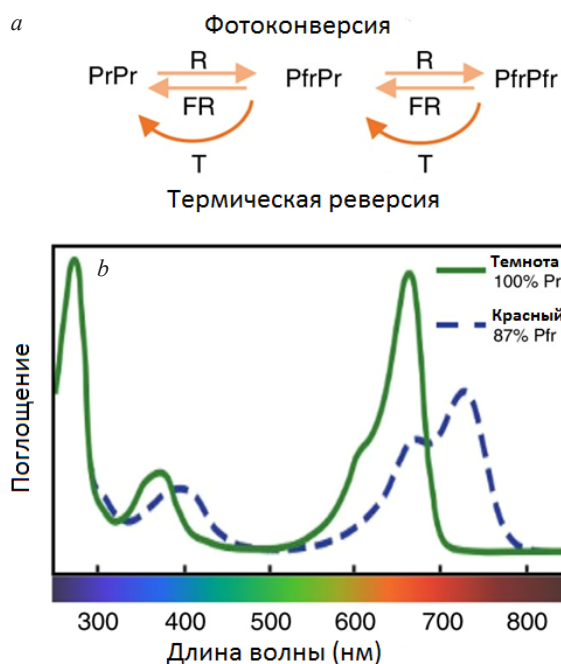 a
Фотоконверсия
PrPr R PfrPr R PfrPfr
FR FR
T T
Термическая реверсия
b
Темнота
100% Pr
Красный
87% Pfr
Поглощение
300 400 500 600 700 800
Длина волны (нм)